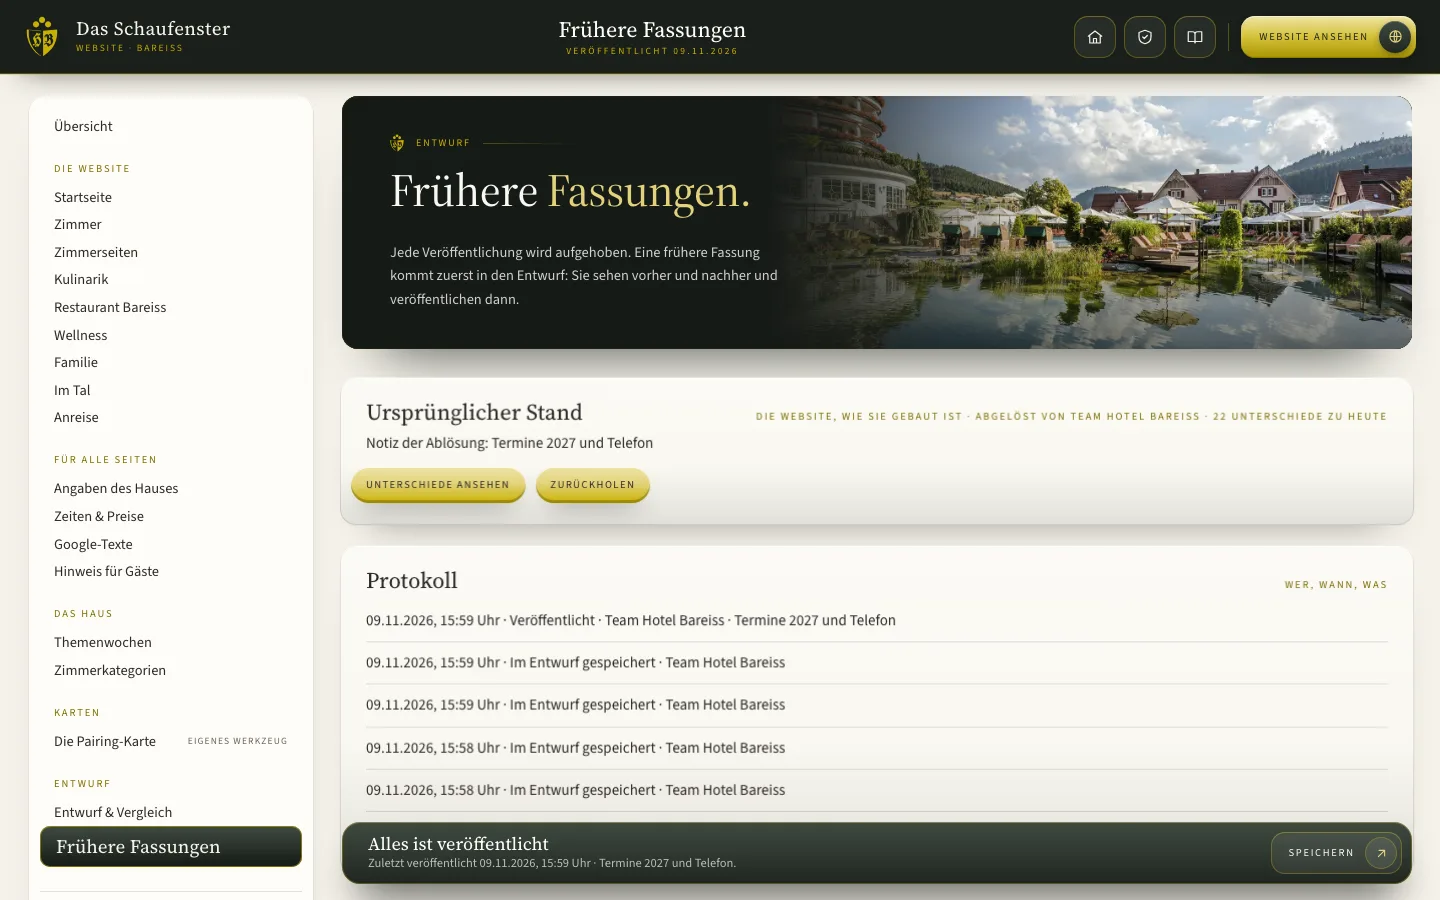 Das Schaufenster
WEBSITE · BAREISS
Frühere Fassungen
VERÖFFENTLICHT 09.11.2026
WEBSITE ANSEHEN
Übersicht
DIE WEBSITE
Startseite
Zimmer
Zimmerseiten
Kulinarik
Restaurant Bareiss
Wellness
Familie
Im Tal
Anreise
FÜR ALLE SEITEN
Angaben des Hauses
Zeiten & Preise
Google-Texte
Hinweis für Gäste
DAS HAUS
Themenwochen
Zimmerkategorien
KARTEN
Die Pairing-Karte EIGENES WERKZEUG
ENTWURF
Entwurf & Vergleich
Frühere Fassungen
ENTWURF
Frühere Fassungen.
Jede Veröffentlichung wird aufgehoben. Eine frühere Fassung
kommt zuerst in den Entwurf: Sie sehen vorher und nachher und
veröffentlichen dann.
Ursprünglicher Stand
DIE WEBSITE, WIE SIE GEBAUT IST · ABGELÖST VON TEAM HOTEL BAREISS · 22 UNTERSCHIEDE ZU HEUTE
Notiz der Ablösung: Termine 2027 und Telefon
UNTERSCHIEDE ANSEHEN
ZURÜCKHOLEN
Protokoll
WER, WANN, WAS
09.11.2026, 15:59 Uhr · Veröffentlicht · Team Hotel Bareiss · Termine 2027 und Telefon
09.11.2026, 15:59 Uhr · Im Entwurf gespeichert · Team Hotel Bareiss
09.11.2026, 15:59 Uhr · Im Entwurf gespeichert · Team Hotel Bareiss
09.11.2026, 15:58 Uhr · Im Entwurf gespeichert · Team Hotel Bareiss
09.11.2026, 15:58 Uhr · Im Entwurf gespeichert · Team Hotel Bareiss
Alles ist veröffentlicht
Zuletzt veröffentlicht 09.11.2026, 15:59 Uhr · Termine 2027 und Telefon.
SPEICHERN